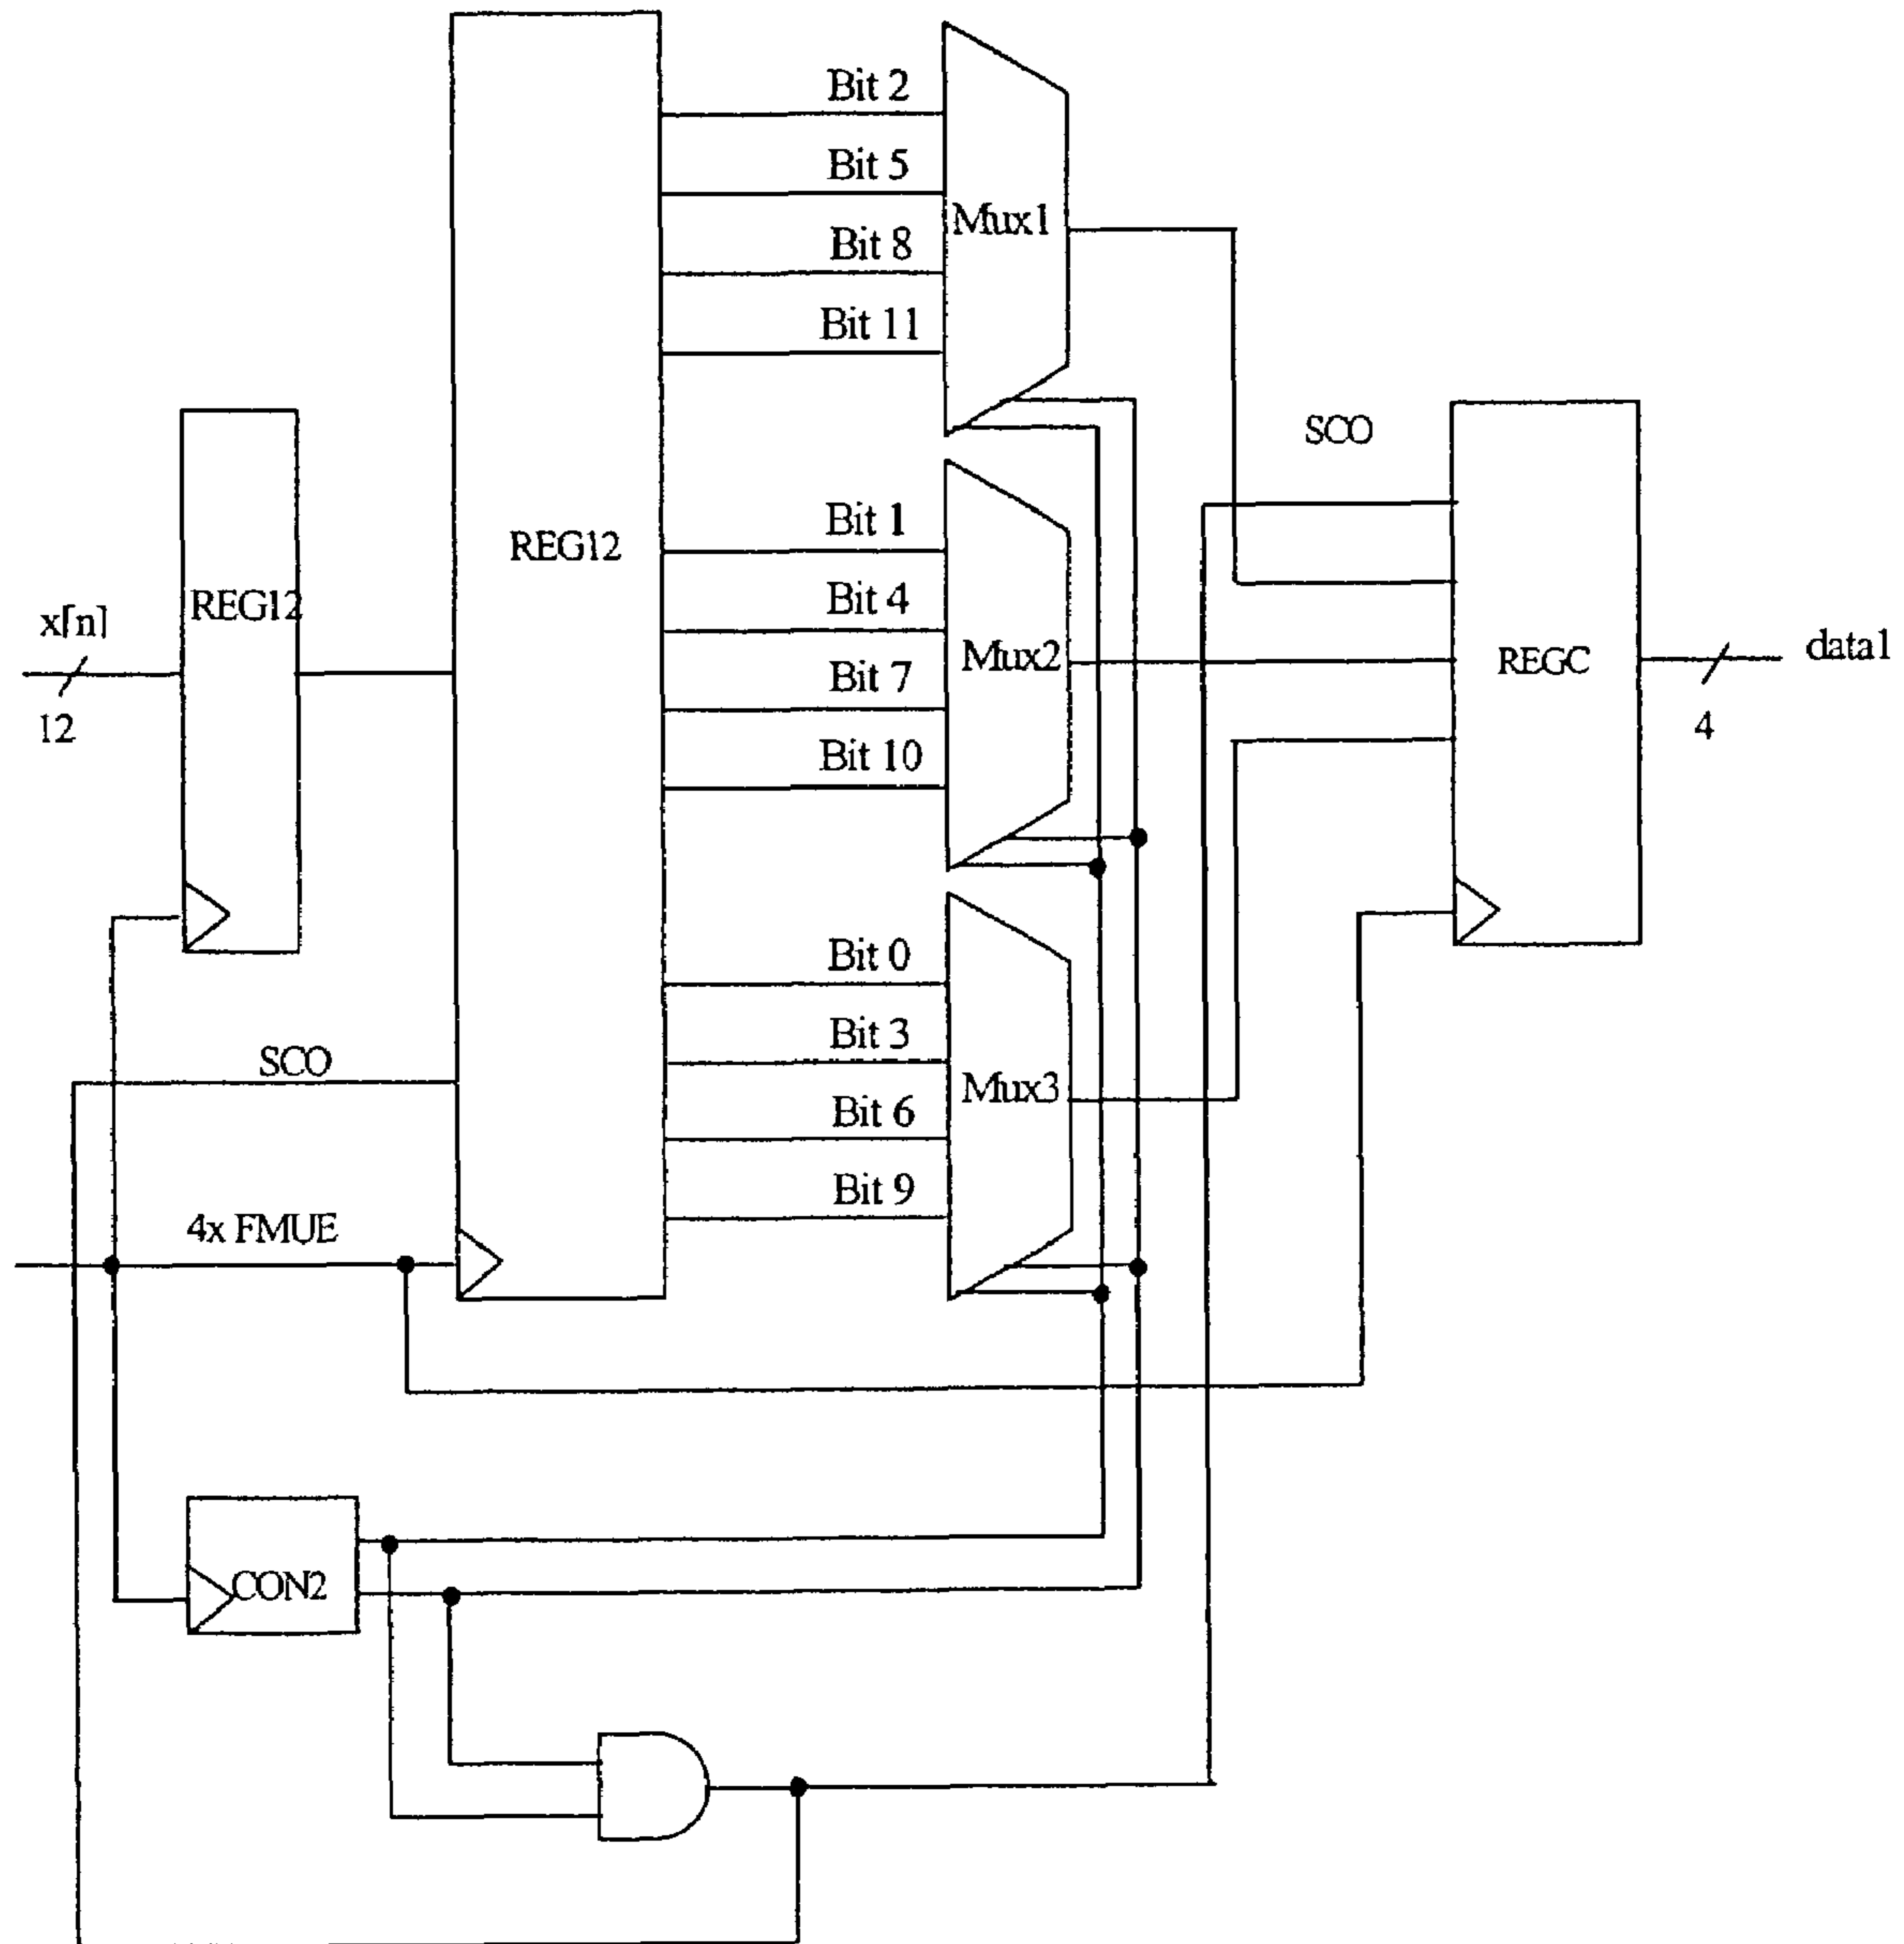 Bit 2
Bit 5
Mux1
Bit 8
Bit 11
SCO
Bit 1
REG12
Bit 4
REG12
x[n]
Mux2
REGC
data1
Bit 7
12
4
Bit 10
Bit 0
Bit 3
SCO
Mux3
Bit 6
Bit 9
4x FMUE
CON2